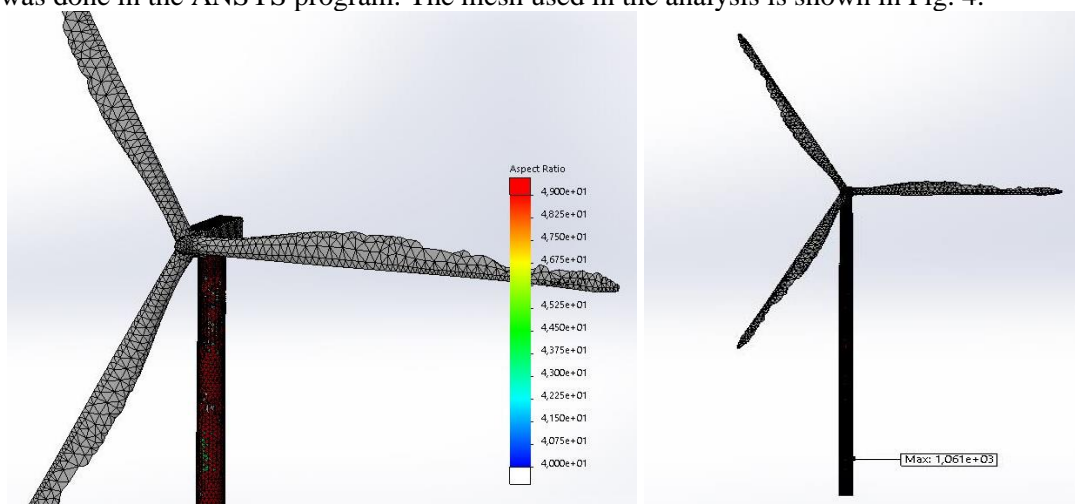 was done in the ANSYS program. The mesh used in the analysis is shown in Fig. 4.
Aspect Ratio
4,900e+01
4,825e+01
4,750e+01
4,675e+01
4,525e+01
4,450e+01
4,375e+01
4,300e+01
4,225e+01
4,150e+01
4,075e+01
4,000e+01
Max: 1,061e+03